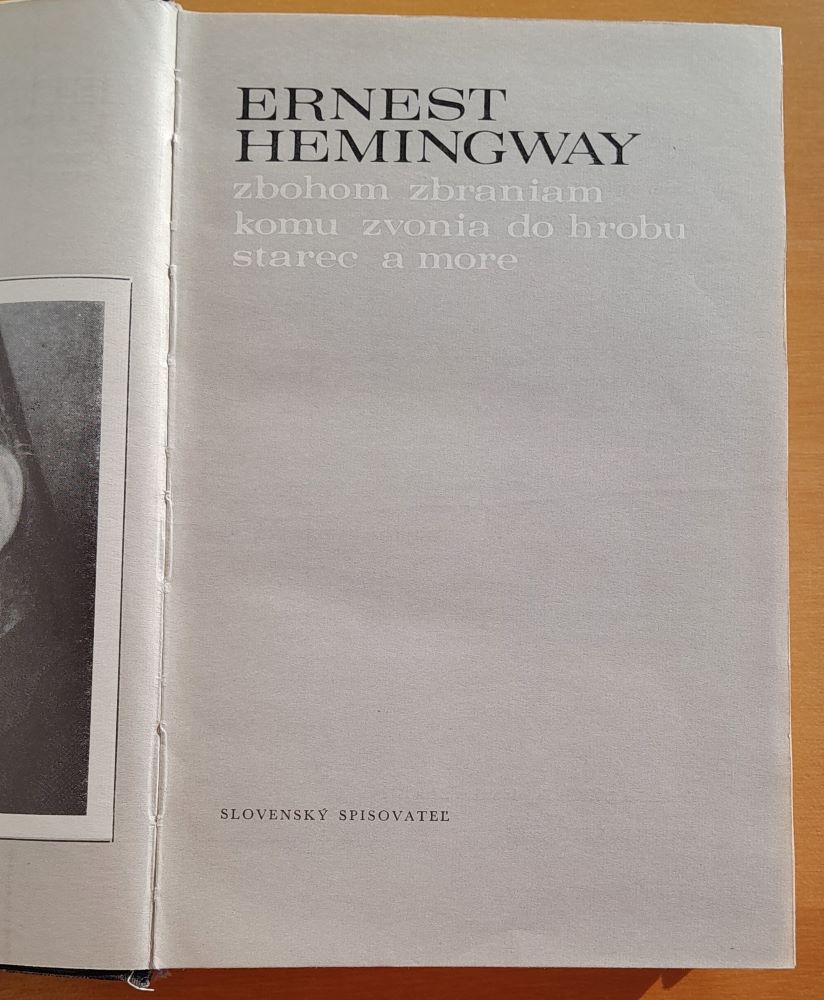 ERNEST
HEMINGWAY
zbohom zbraniam
komu zvonia do hrobu
starec a more
SLOVENSKÝ SPISOVATEĽ